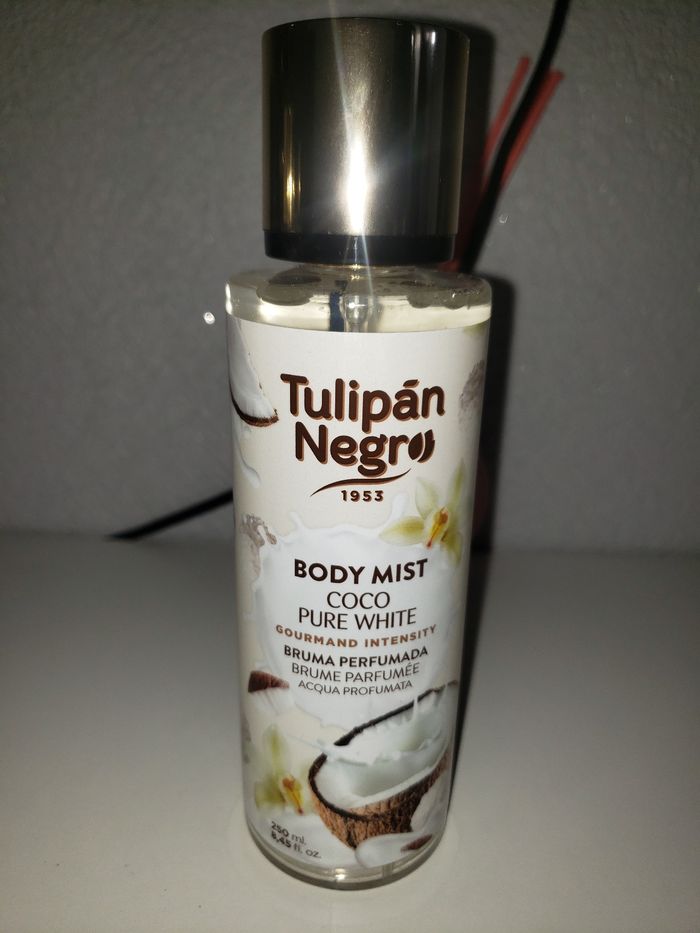 Tulipán
Negro
1953
BODY MIST
COCO
PURE WHITE
GOURMAND INTENSITY
BRUMA PERFUMADA
BRUME PARFUMÉE
ACQUA PROFUMATA
250 ml.
8,45 fl. oz.